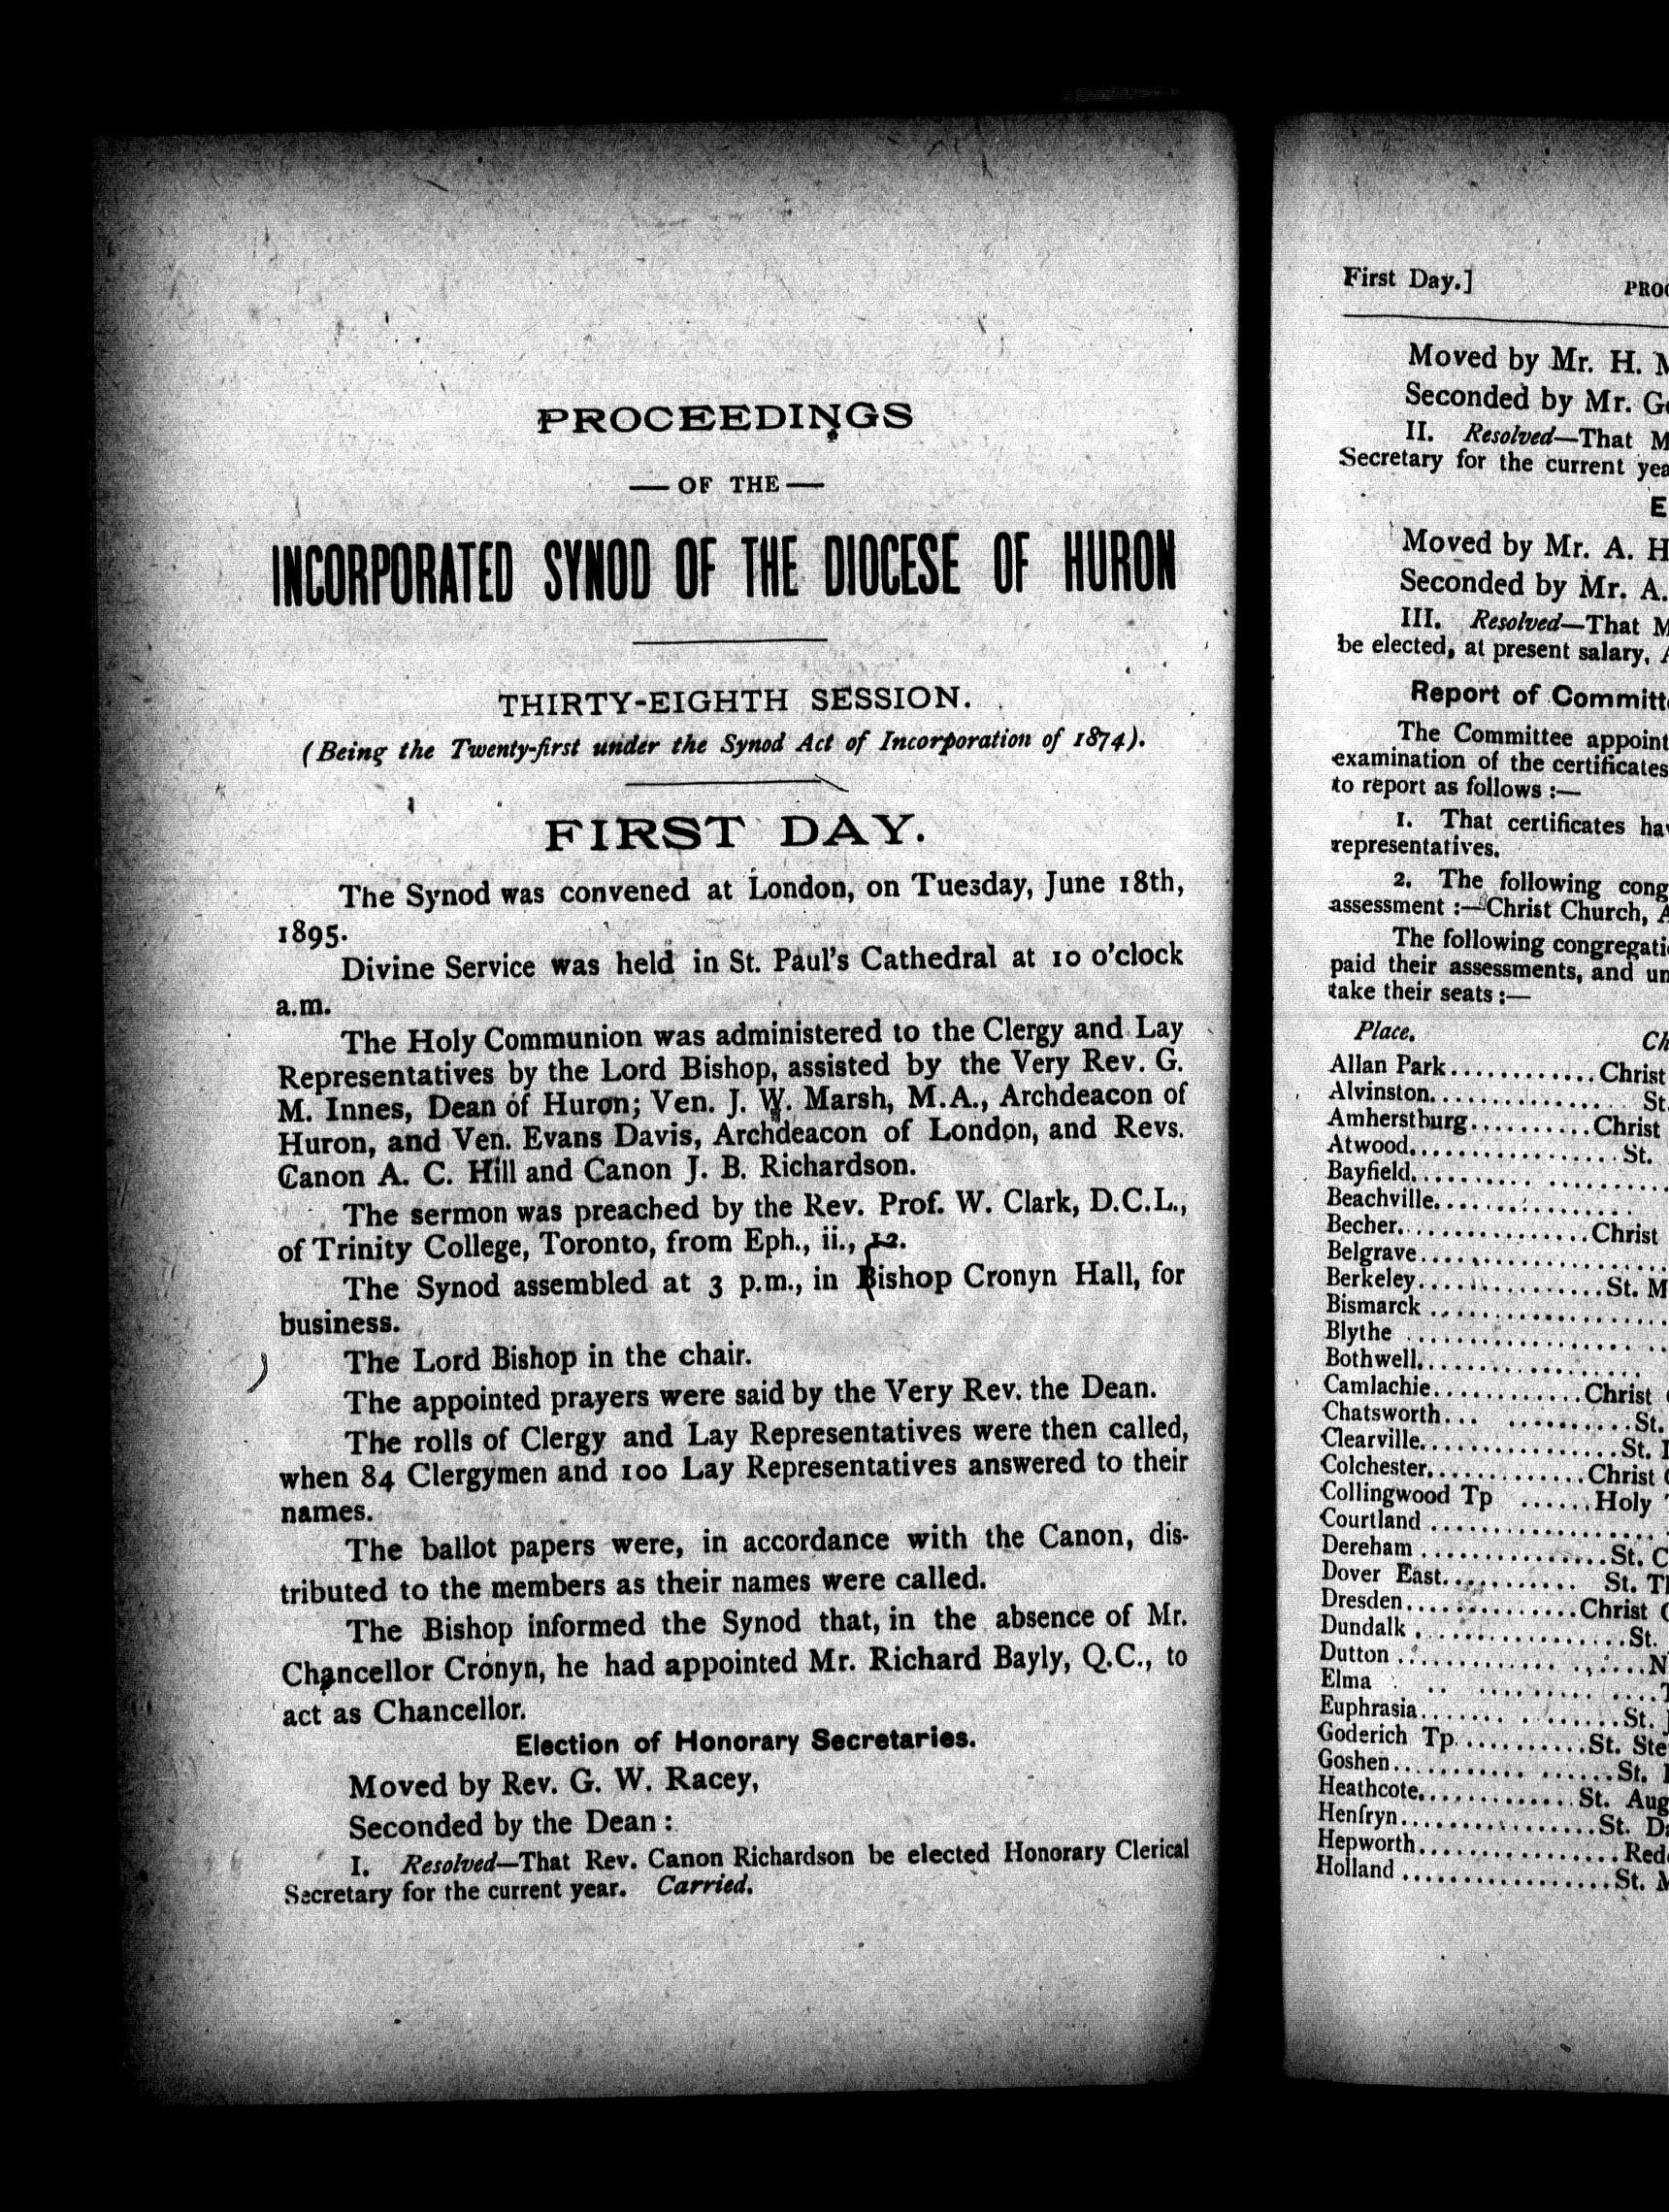 PROCEEDINGS
— OF THE —
INCORPORATED SYNOD OF THE DIOCESE OF HURON
THIRTY-EIGHTH SESSION.
(Being the Twenty-first under the Synod Act of Incorporation of 1874).
FIRST DAY.
The Synod was convened at London, on Tuesday, June 18th,
1895.
Divine Service was held in St. Paul's Cathedral at 10 o'clock
a.m.
The Holy Communion was administered to the Clergy and Lay
Representatives by the Lord Bishop, assisted by the Very Rev. G.
M. Innes, Dean of Huron; Ven. J. W. Marsh, M.A., Archdeacon of
Huron, and Ven. Evans Davis, Archdeacon of London, and Revs.
Canon A. C. Hill and Canon J. B. Richardson.
The sermon was preached by the Rev. Prof. W. Clark, D.C.L.,
of Trinity College, Toronto, from Eph., ii., 12.
The Synod assembled at 3 p.m., in Bishop Cronyn Hall, for
business.
The Lord Bishop in the chair.
The appointed prayers were said by the Very Rev. the Dean.
The rolls of Clergy and Lay Representatives were then called,
when 84 Clergymen and 100 Lay Representatives answered to their
names.
The ballot papers were, in accordance with the Canon, dis-
tributed to the members as their names were called.
The Bishop informed the Synod that, in the absence of Mr.
Chancellor Cronyn, he had appointed Mr. Richard Bayly, Q.C., to
act as Chancellor.
Election of Honorary Secretaries.
Moved by Rev. G. W. Racey,
Seconded by the Dean:
I. Resolved—That Rev. Canon Richardson be elected Honorary Clerical
Secretary for the current year. Carried.
First Day.]
Moved by Mr. H.
Seconded by Mr.
II. Resolved—That
Secretary for the current
Moved by Mr. A.
Seconded by Mr. A.
III. Resolved—That
be elected, at present salary,
Report of
The Committee
examination of the certificates
to report as follows :—
1. That certificates
representatives.
2. The following
assessment :—Christ Church,
The following
paid their assessments, and
take their seats :—
Place.
Allan Park............Christ
Alvinston...............St.
Amherstburg..........Christ
Atwood.................St.
Bayfield...................
Beachville................
Becher................Christ
Belgrave...................
Berkeley...............St.
Bismarck ..................
Blythe ....................
Bothwell..................
Camlachie............Christ
Chatsworth... ..........St.
Clearville................St.
Colchester.............Christ
Collingwood Tp ......Holy
Courtland ..................
Dereham ...............St.
Dover East........... St.
Dresden..............Christ
Dundalk .................St.
Dutton ..................
Elma .. .............
Euphrasia....... .......St.
Goderich Tp ..........St.
Goshen........... ......St.
Heathcote.............St.
Henfryn................St.
Hepworth.................
Holland .................St.